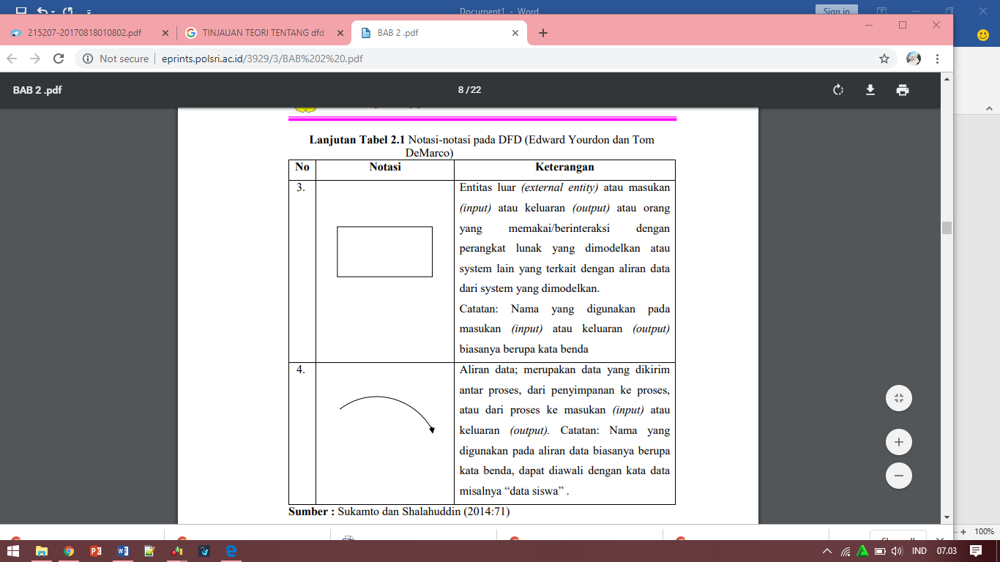 Document1 - Word
Sign in
215207-20170818010802.pdf
TINJAUAN TEORI TENTANG dfd
BAB 2 .pdf
Not secure
eprints.polsri.ac.id/3929/3/BAB%202%20.pdf
BAB 2 .pdf
8 / 22
Lanjutan Tabel 2.1 Notasi-notasi pada DFD (Edward Yourdon dan Tom
DeMarco)
No
Notasi
Keterangan
3.
Entitas luar (external entity) atau masukan
(input) atau keluaran (output) atau orang
yang memakai/berinteraksi dengan
perangkat lunak yang dimodelkan atau
system lain yang terkait dengan aliran data
dari system yang dimodelkan.
Catatan: Nama yang digunakan pada
masukan (input) atau keluaran (output)
biasanya berupa kata benda
4.
Aliran data; merupakan data yang dikirim
antar proses, dari penyimpanan ke proses,
atau dari proses ke masukan (input) atau
keluaran (output). Catatan: Nama yang
digunakan pada aliran data biasanya berupa
kata benda, dapat diawali dengan kata data
misalnya “data siswa” .
Sumber : Sukamto dan Shalahuddin (2014:71)
100%
IND
07.03